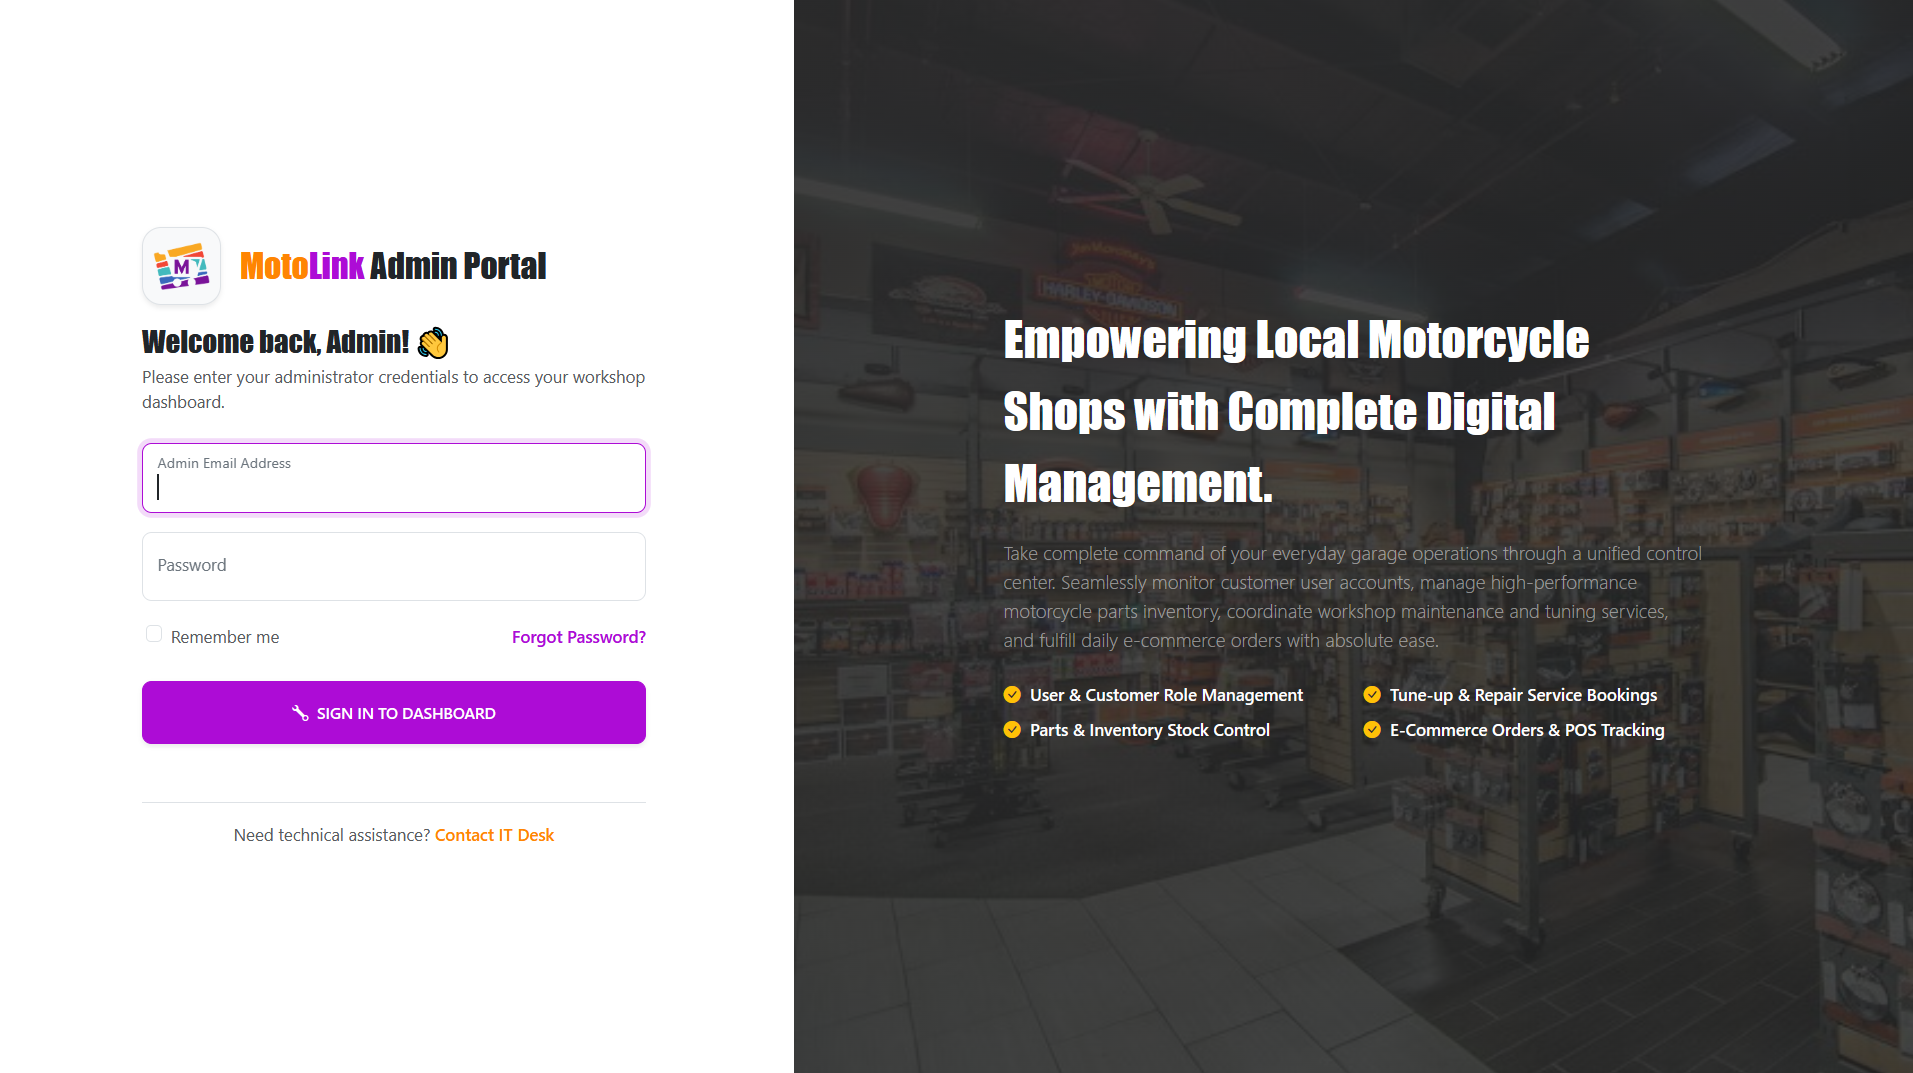 M
MotoLink Admin Portal
Welcome back, Admin! 👋
Please enter your administrator credentials to access your workshop
dashboard.
Admin Email Address
Password
Remember me
Forgot Password?
SIGN IN TO DASHBOARD
Need technical assistance? Contact IT Desk
HARLEY-DAVIDSON
Empowering Local Motorcycle
Shops with Complete Digital
Management.
Take complete command of your everyday garage operations through a unified control
center. Seamlessly monitor customer user accounts, manage high-performance
motorcycle parts inventory, coordinate workshop maintenance and tuning services,
and fulfill daily e-commerce orders with absolute ease.
User & Customer Role Management
Tune-up & Repair Service Bookings
Parts & Inventory Stock Control
E-Commerce Orders & POS Tracking